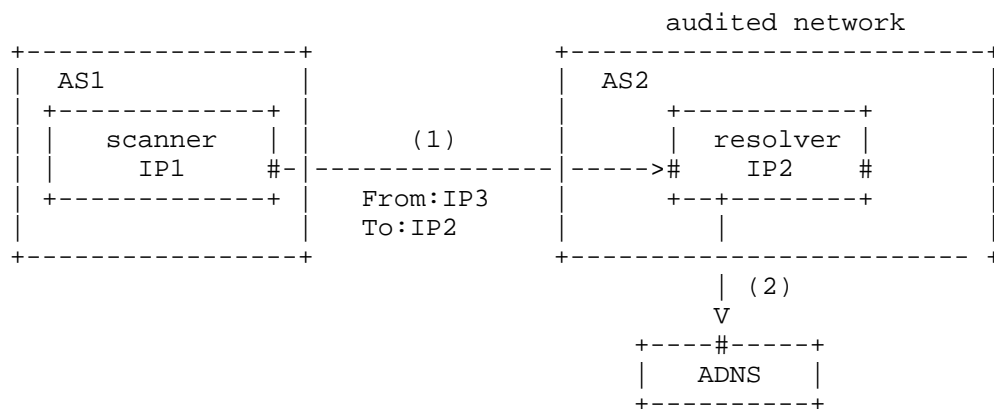 audited network
AS1 AS2
scanner (1) resolver
IP1 # # IP2 #
From:IP3
To:IP2
(2)
V
#
ADNS